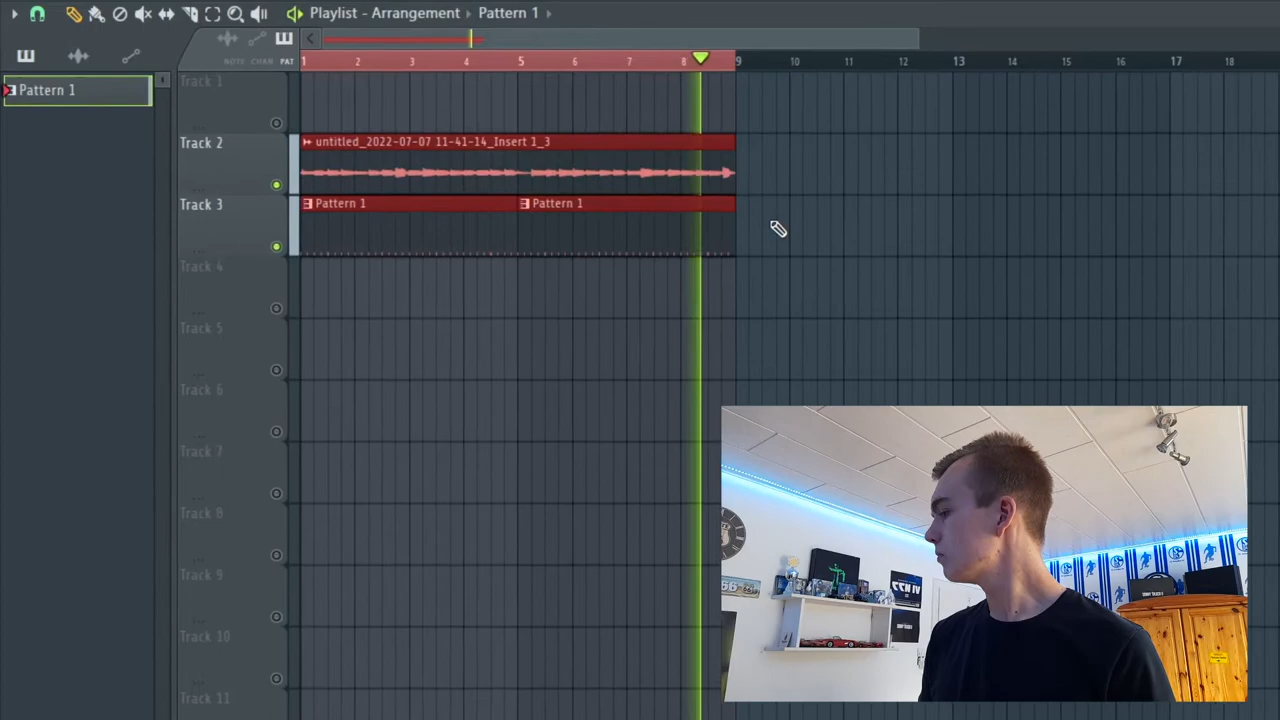 Playlist - Arrangement › Pattern 1 ›
NOTE CHAN PAT
1 2 3 4 5 6 7 8 9 10 11 12 13 14 15 16 17 18
Pattern 1
Track 1
Track 2
untitled_2022-07-07 11-41-14_Insert 1_3
Track 3
Pattern 1 Pattern 1
Track 4
Track 5
Track 6
Track 7
Track 8
Track 9
Track 10
Track 11